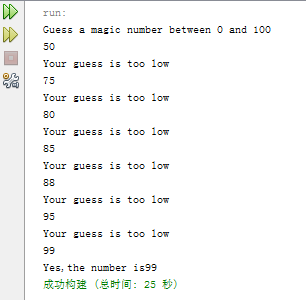 run:
Guess a magic number between 0 and 100
50
Your guess is too low
75
Your guess is too low
80
Your guess is too low
85
Your guess is too low
88
Your guess is too low
95
Your guess is too low
99
Yes,the number is99
成功构建 (总时间: 25 秒)